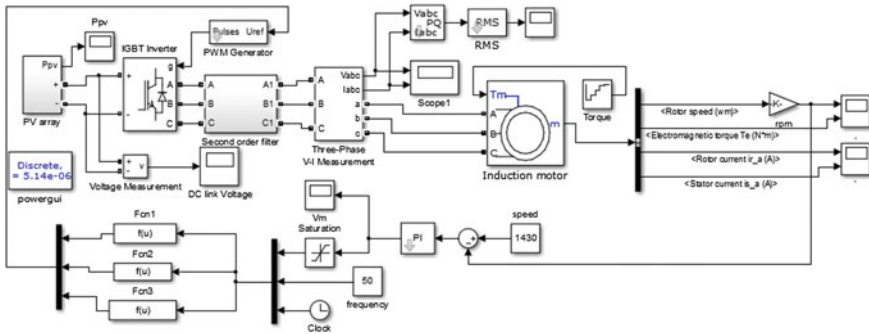 Ppv
IGBT Inverter
Pulses Uref
PWM Generator
Vabc
Iabc
PQ
RMS
RMS
Ppv
+
-
PV array
g
+
-
A
B
C
A A1
B B1
C C1
Second order filter
A
B
C
Vabc
Iabc
a
b
c
Three-Phase
V-I Measurement
Scope1
Tm
A
B
C
m
Induction motor
Torque
<Rotor speed (wm)>
K-
rpm
<Electromagnetic torque Te (N*m)>
<Rotor current ir_a (A)>
<Stator current is_a (A)>
Discrete,
= 5.14e-06
powergui
+
-
v
Voltage Measurement
DC link Voltage
Vm
Saturation
PI
speed
1430
Fcn1
f(u)
Fcn2
f(u)
Fcn3
f(u)
50
frequency
Clock